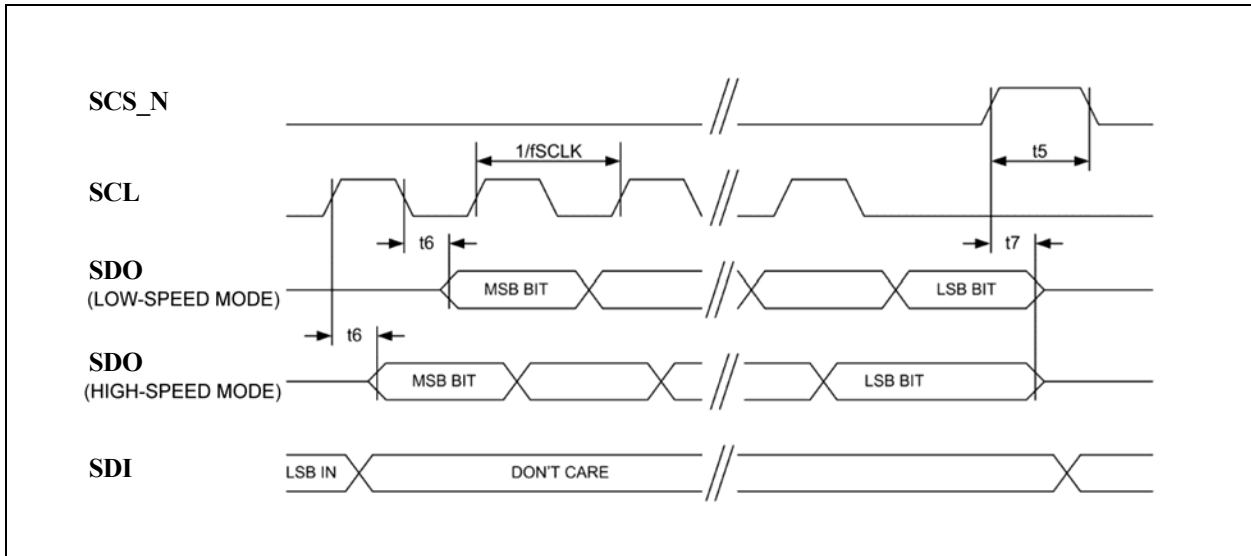 SCS_N
t5
1/fSCLK
SCL
t6
t7
SDO
(LOW-SPEED MODE)
MSB BIT
LSB BIT
t6
SDO
(HIGH-SPEED MODE)
MSB BIT
LSB BIT
SDI
LSB IN
DON'T CARE